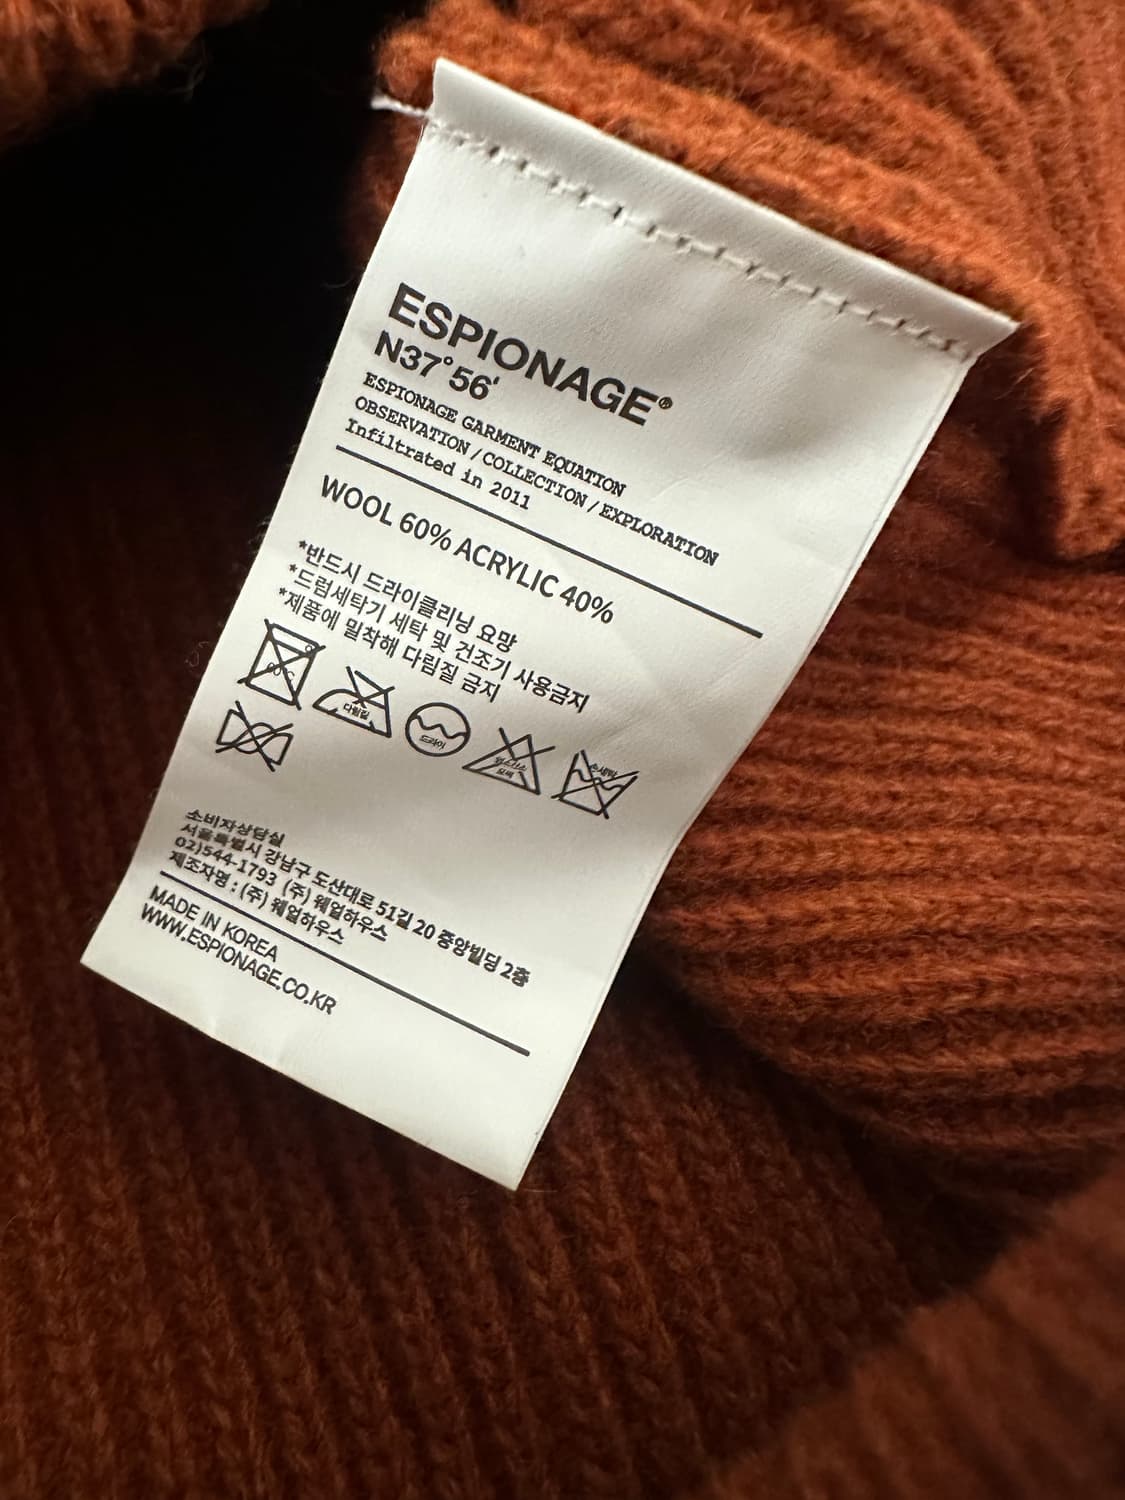 ESPIONAGE®
N37°56'
ESPIONAGE GARMENT EQUATION
OBSERVATION / COLLECTION / EXPLORATION
Infiltrated in 2011
WOOL 60% ACRYLIC 40%
*반드시 드라이클리닝 요망
*드럼세탁기 세탁 및 건조기 사용금지
*제품에 밀착해 다림질 금지
다림질
드라이
손세탁
소비자상담실
서울특별시 강남구 도산대로 51길 20 중앙빌딩 2층
02)544-1793 (주) 웨얼하우스
제조자명 : (주) 웨얼하우스
MADE IN KOREA
WWW.ESPIONAGE.CO.KR